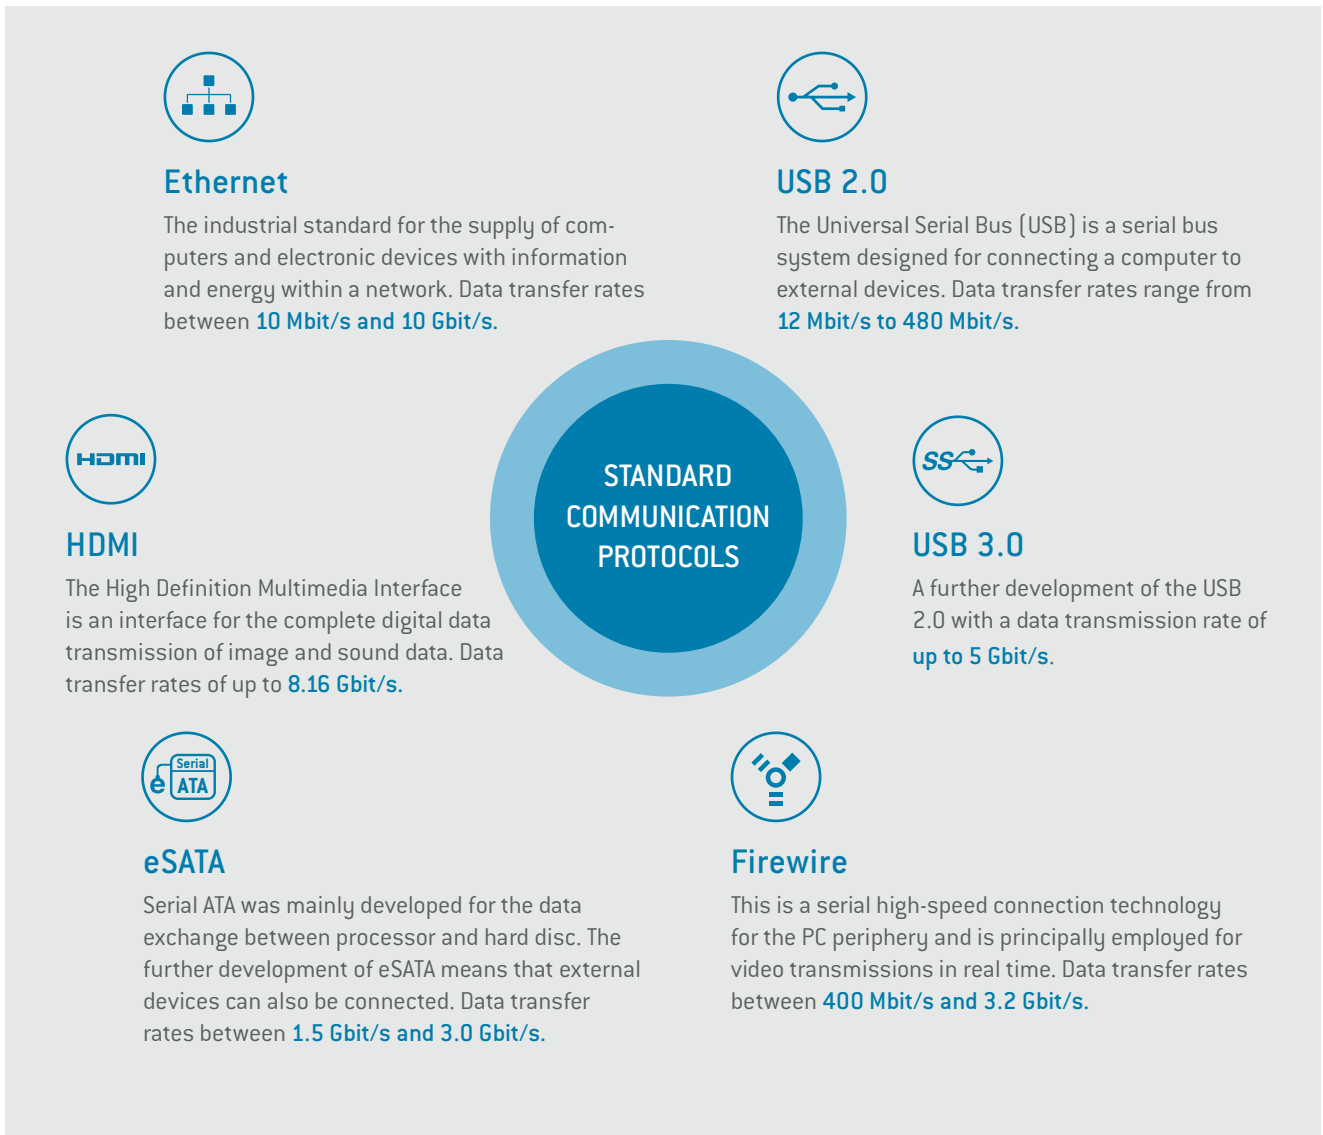 Ethernet
The industrial standard for the supply of com-
puters and electronic devices with information
and energy within a network. Data transfer rates
between 10 Mbit/s and 10 Gbit/s.
USB 2.0
The Universal Serial Bus (USB) is a serial bus
system designed for connecting a computer to
external devices. Data transfer rates range from
12 Mbit/s to 480 Mbit/s.
HDMI
HDMI
The High Definition Multimedia Interface
is an interface for the complete digital data
transmission of image and sound data. Data
transfer rates of up to 8.16 Gbit/s.
STANDARD
COMMUNICATION
PROTOCOLS
SS
USB 3.0
A further development of the USB
2.0 with a data transmission rate of
up to 5 Gbit/s.
Serial
e ATA
eSATA
Serial ATA was mainly developed for the data
exchange between processor and hard disc. The
further development of eSATA means that external
devices can also be connected. Data transfer
rates between 1.5 Gbit/s and 3.0 Gbit/s.
Firewire
This is a serial high-speed connection technology
for the PC periphery and is principally employed for
video transmissions in real time. Data transfer rates
between 400 Mbit/s and 3.2 Gbit/s.